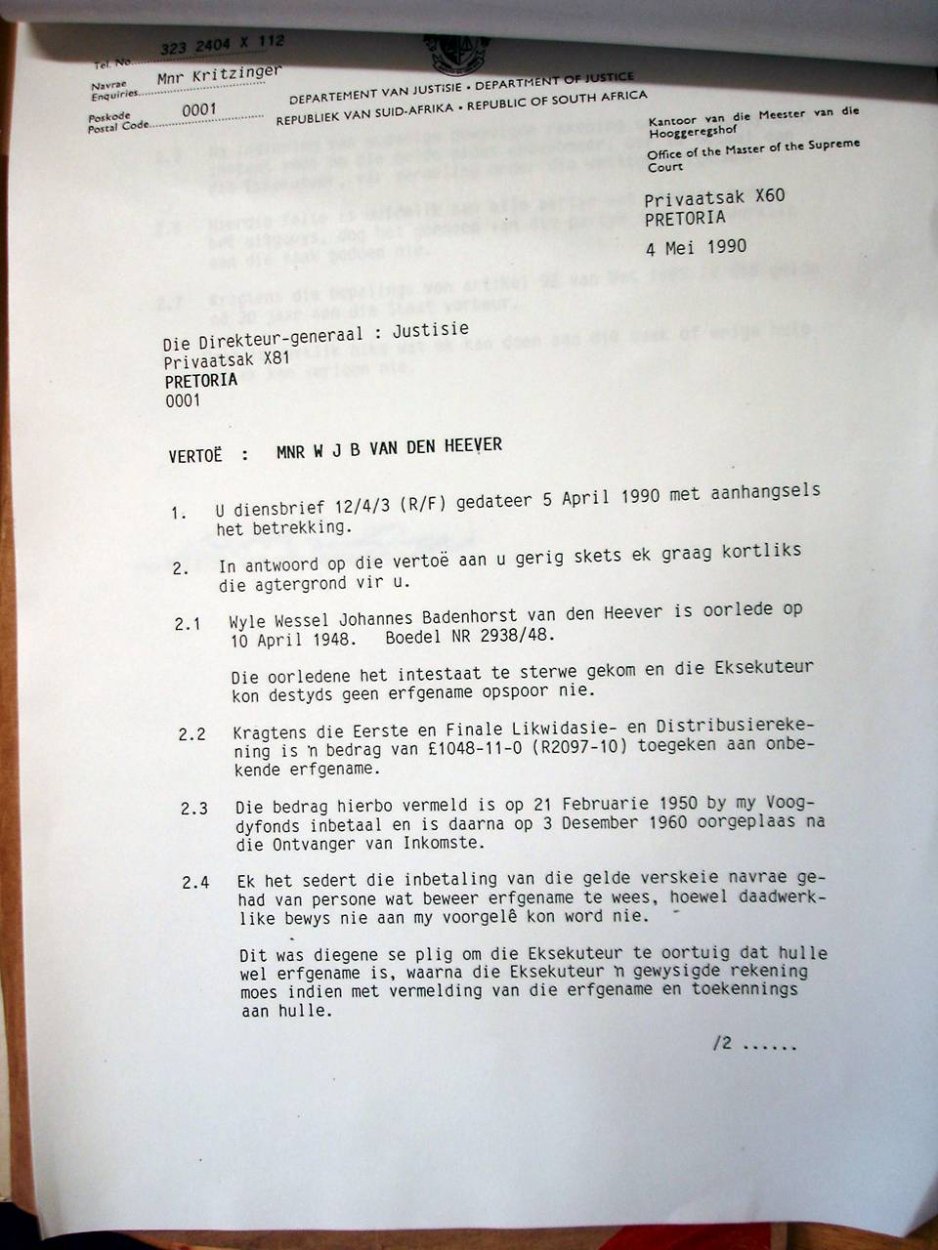 Tel. No. 323 2404 X 112
Navrae
Enquiries Mnr Kritzinger
Poskode
Postal Code 0001
DEPARTEMENT VAN JUSTISIE • DEPARTMENT OF JUSTICE
REPUBLIEK VAN SUID-AFRIKA • REPUBLIC OF SOUTH AFRICA
Kantoor van die Meester van die
Hooggeregshof
Office of the Master of the Supreme
Court
Privaatsak X60
PRETORIA
4 Mei 1990
Die Direkteur-generaal : Justisie
Privaatsak X81
PRETORIA
0001
VERTOË : MNR W J B VAN DEN HEEVER
1. U diensbrief 12/4/3 (R/F) gedateer 5 April 1990 met aanhangsels
het betrekking.
2. In antwoord op die vertoë aan u gerig skets ek graag kortliks
die agtergrond vir u.
2.1 Wyle Wessel Johannes Badenhorst van den Heever is oorlede op
10 April 1948. Boedel NR 2938/48.
Die oorledene het intestaat te sterwe gekom en die Eksekuteur
kon destyds geen erfgename opspoor nie.
2.2 Kragtens die Eerste en Finale Likwidasie- en Distribusiereke-
ning is 'n bedrag van £1048-11-0 (R2097-10) toegeken aan onbe-
kende erfgename.
2.3 Die bedrag hierbo vermeld is op 21 Februarie 1950 by my Voog-
dyfonds inbetaal en is daarna op 3 Desember 1960 oorgeplaas na
die Ontvanger van Inkomste.
2.4 Ek het sedert die inbetaling van die gelde verskeie navrae ge-
had van persone wat beweer erfgename te wees, hoewel daadwerk-
like bewys nie aan my voorgelê kon word nie.
Dit was diegene se plig om die Eksekuteur te oortuig dat hulle
wel erfgename is, waarna die Eksekuteur 'n gewysigde rekening
moes indien met vermelding van die erfgename en toekennings
aan hulle.
/2 ......